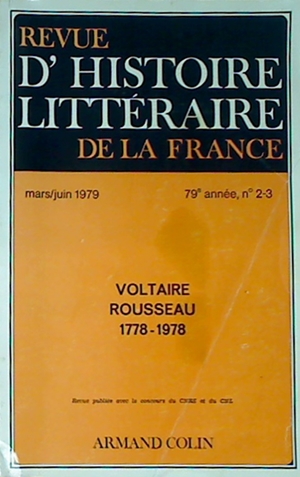 REVUE
D'HISTOIRE
LITTÉRAIRE
DE LA FRANCE
mars/juin 1979 79e année, n° 2-3
VOLTAIRE
ROUSSEAU
1778-1978
Revue publiée avec le concours du CNRS et du CNL
ARMAND COLIN